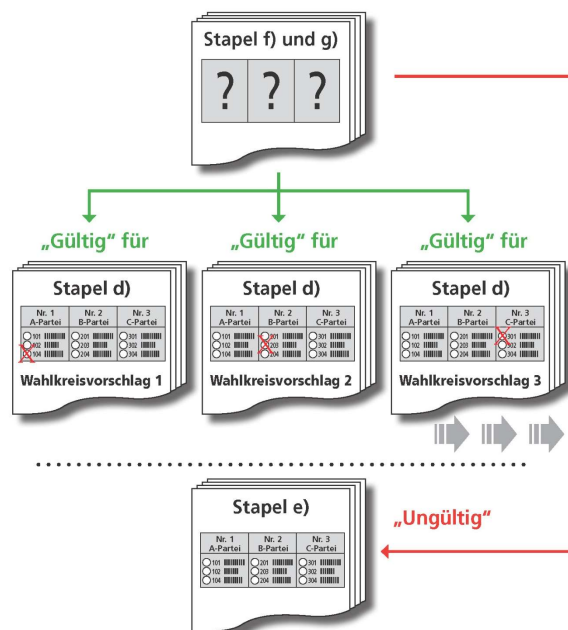 Stapel f) und g)
? ? ?
„Gültig“ für „Gültig“ für „Gültig“ für
Stapel d)
Nr. 1 Nr. 2 Nr. 3
A-Partei B-Partei C-Partei
101 201 301
102 203 302
104 204 304
Wahlkreisvorschlag 1
Stapel d)
Nr. 1 Nr. 2 Nr. 3
A-Partei B-Partei C-Partei
101 201 301
102 203 302
104 204 304
Wahlkreisvorschlag 2
Stapel d)
Nr. 1 Nr. 2 Nr. 3
A-Partei B-Partei C-Partei
101 201 301
102 203 302
104 204 304
Wahlkreisvorschlag 3
Stapel e)
Nr. 1 Nr. 2 Nr. 3
A-Partei B-Partei C-Partei
101 201 301
102 203 302
104 204 304
„Ungültig“